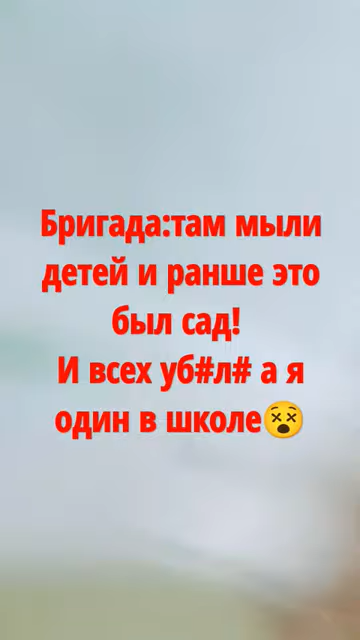 Бригада:там мыли
детей и ранше это
был сад!
И всех уб#л# а я
один в школе😵